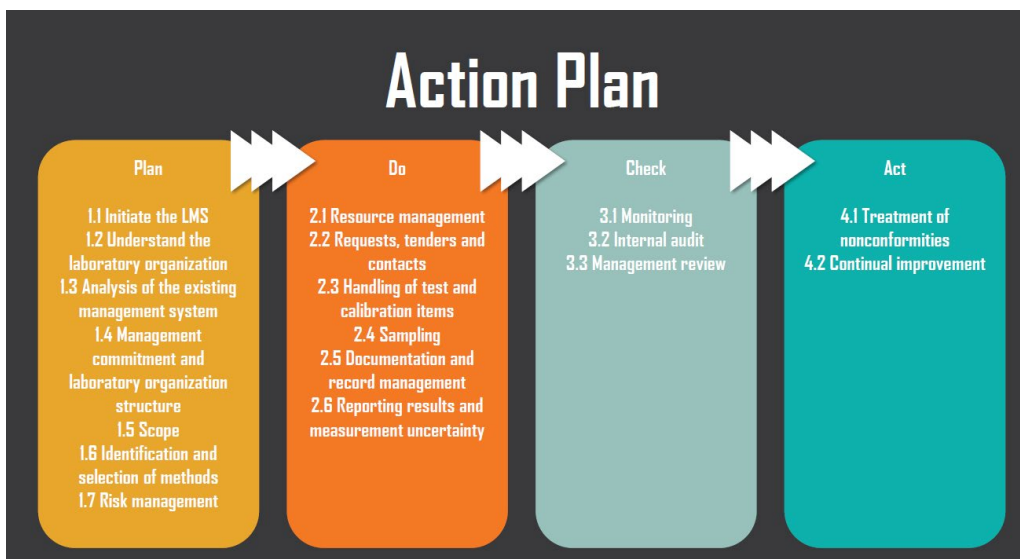 Action Plan
Plan
1.1 Initiate the LMS
1.2 Understand the
laboratory organization
1.3 Analysis of the existing
management system
1.4 Management
commitment and
laboratory organization
structure
1.5 Scope
1.6 Identification and
selection of methods
1.7 Risk management
Do
2.1 Resource management
2.2 Requests, tenders and
contacts
2.3 Handling of test and
calibration items
2.4 Sampling
2.5 Documentation and
record management
2.6 Reporting results and
measurement uncertainty
Check
3.1 Monitoring
3.2 Internal audit
3.3 Management review
Act
4.1 Treatment of
nonconformities
4.2 Continual improvement